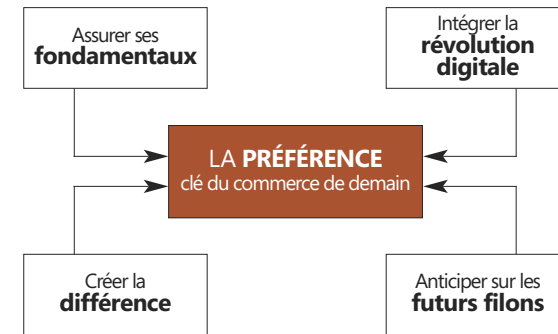 Assurer ses
fondamentaux
Intégrer la
révolution
digitale
LA PRÉFÉRENCE
clé du commerce de demain
Créer la
différence
Anticiper sur les
futurs filons